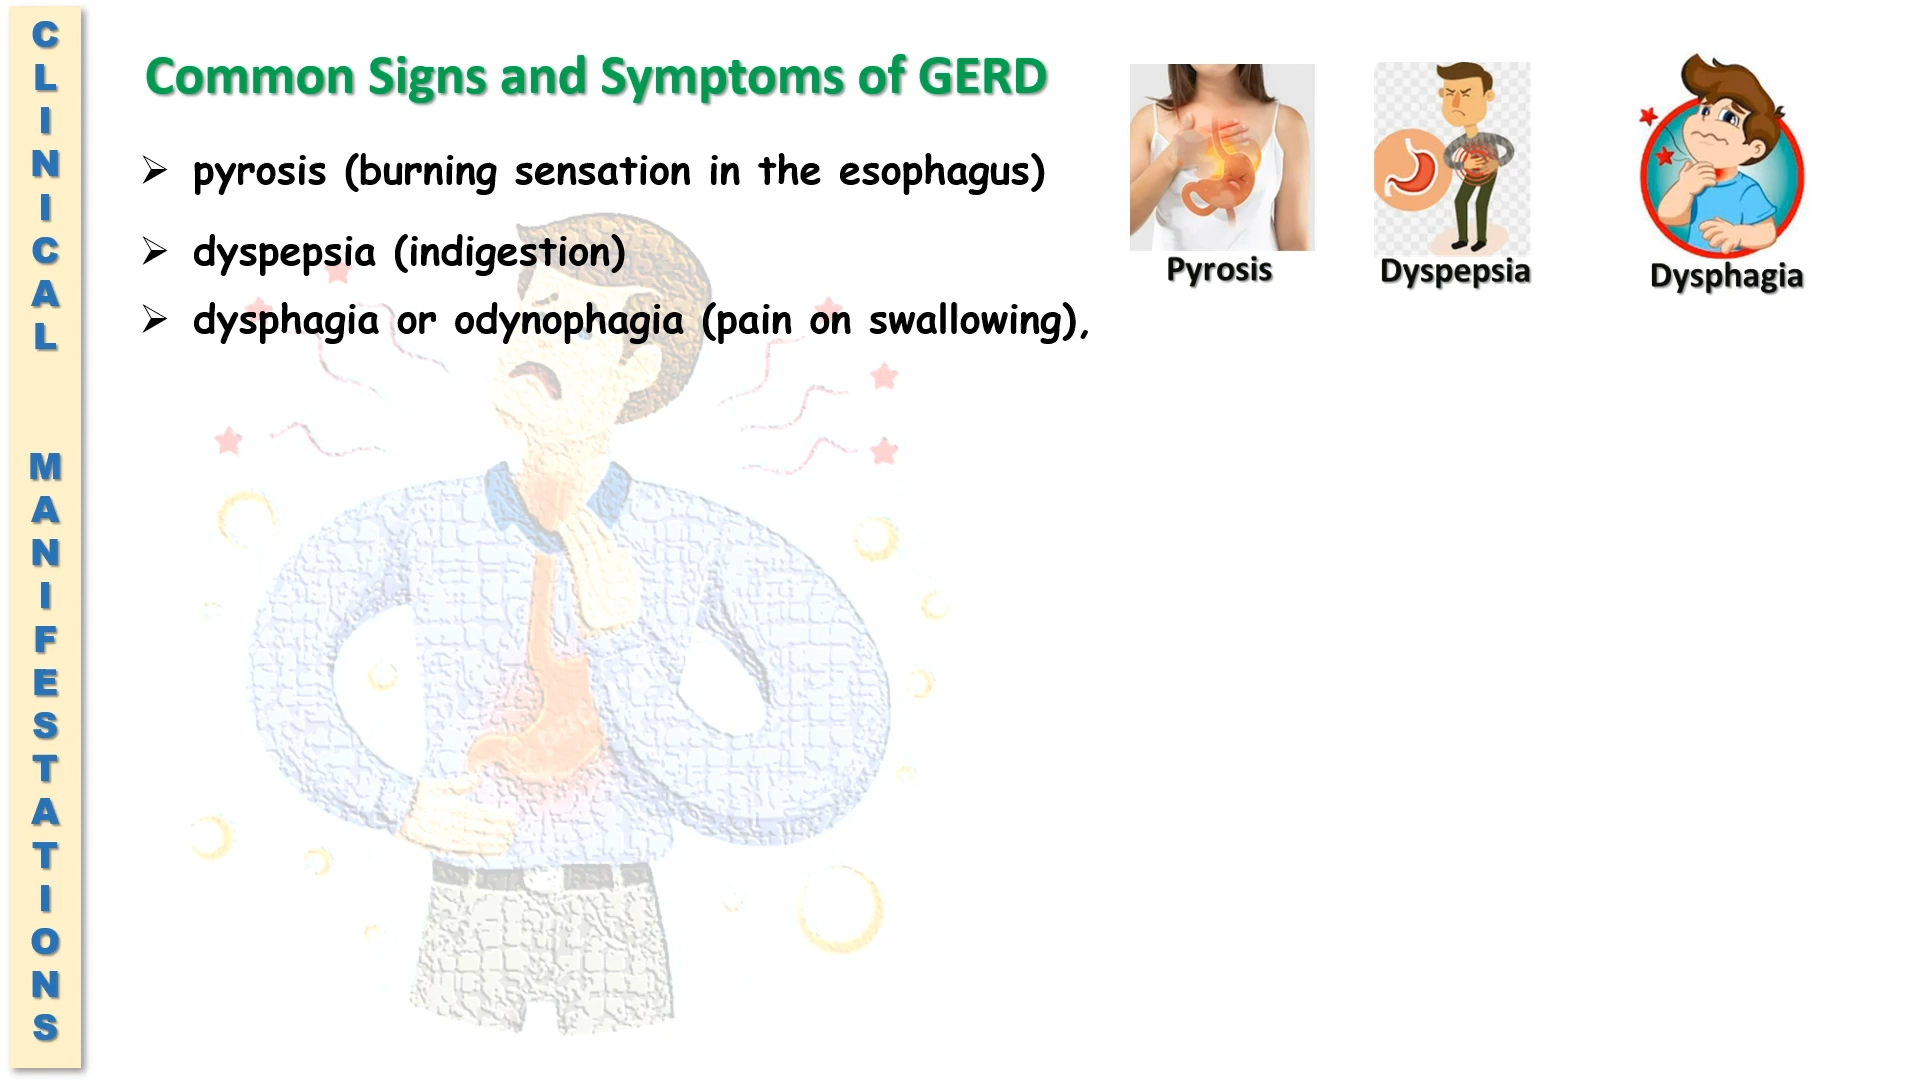 CLINICAL MANIFESTATIONS
Common Signs and Symptoms of GERD
➢ pyrosis (burning sensation in the esophagus)
➢ dyspepsia (indigestion)
➢ dysphagia or odynophagia (pain on swallowing),
Pyrosis
Dyspepsia
Dysphagia